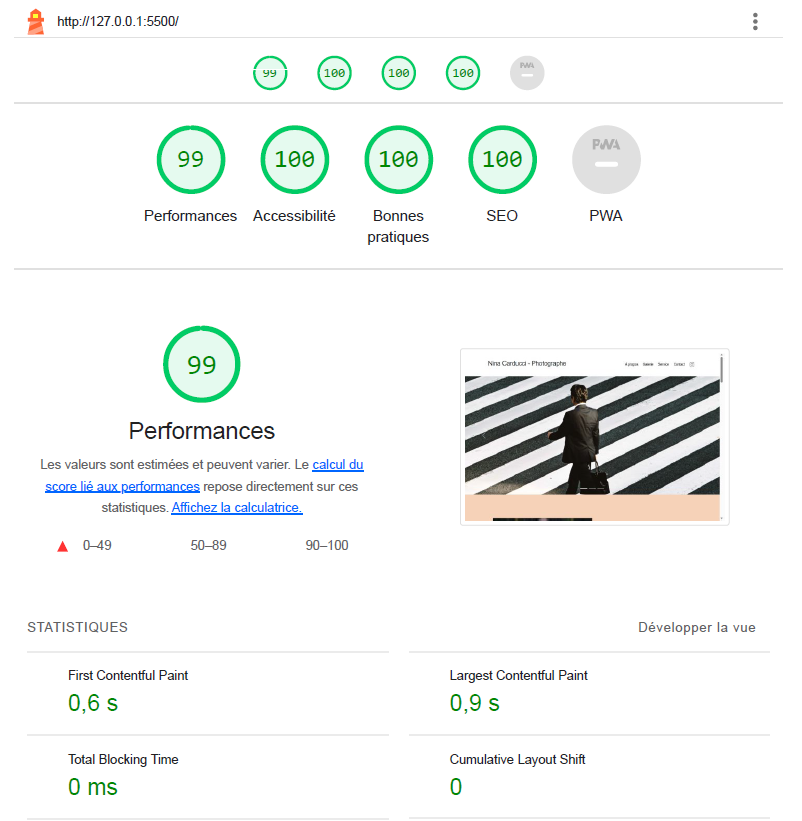 http://127.0.0.1:5500/
99 100 100 100 PWA
99 100 100 100 PWA
Performances Accessibilité Bonnes pratiques SEO PWA
99
Performances
Les valeurs sont estimées et peuvent varier. Le calcul du
score lié aux performances repose directement sur ces
statistiques. Affichez la calculatrice.
0–49 50–89 90–100
Nina Carducci - Photographe
A propos Galerie Service Contact
STATISTIQUES Développer la vue
First Contentful Paint
0,6 s
Largest Contentful Paint
0,9 s
Total Blocking Time
0 ms
Cumulative Layout Shift
0